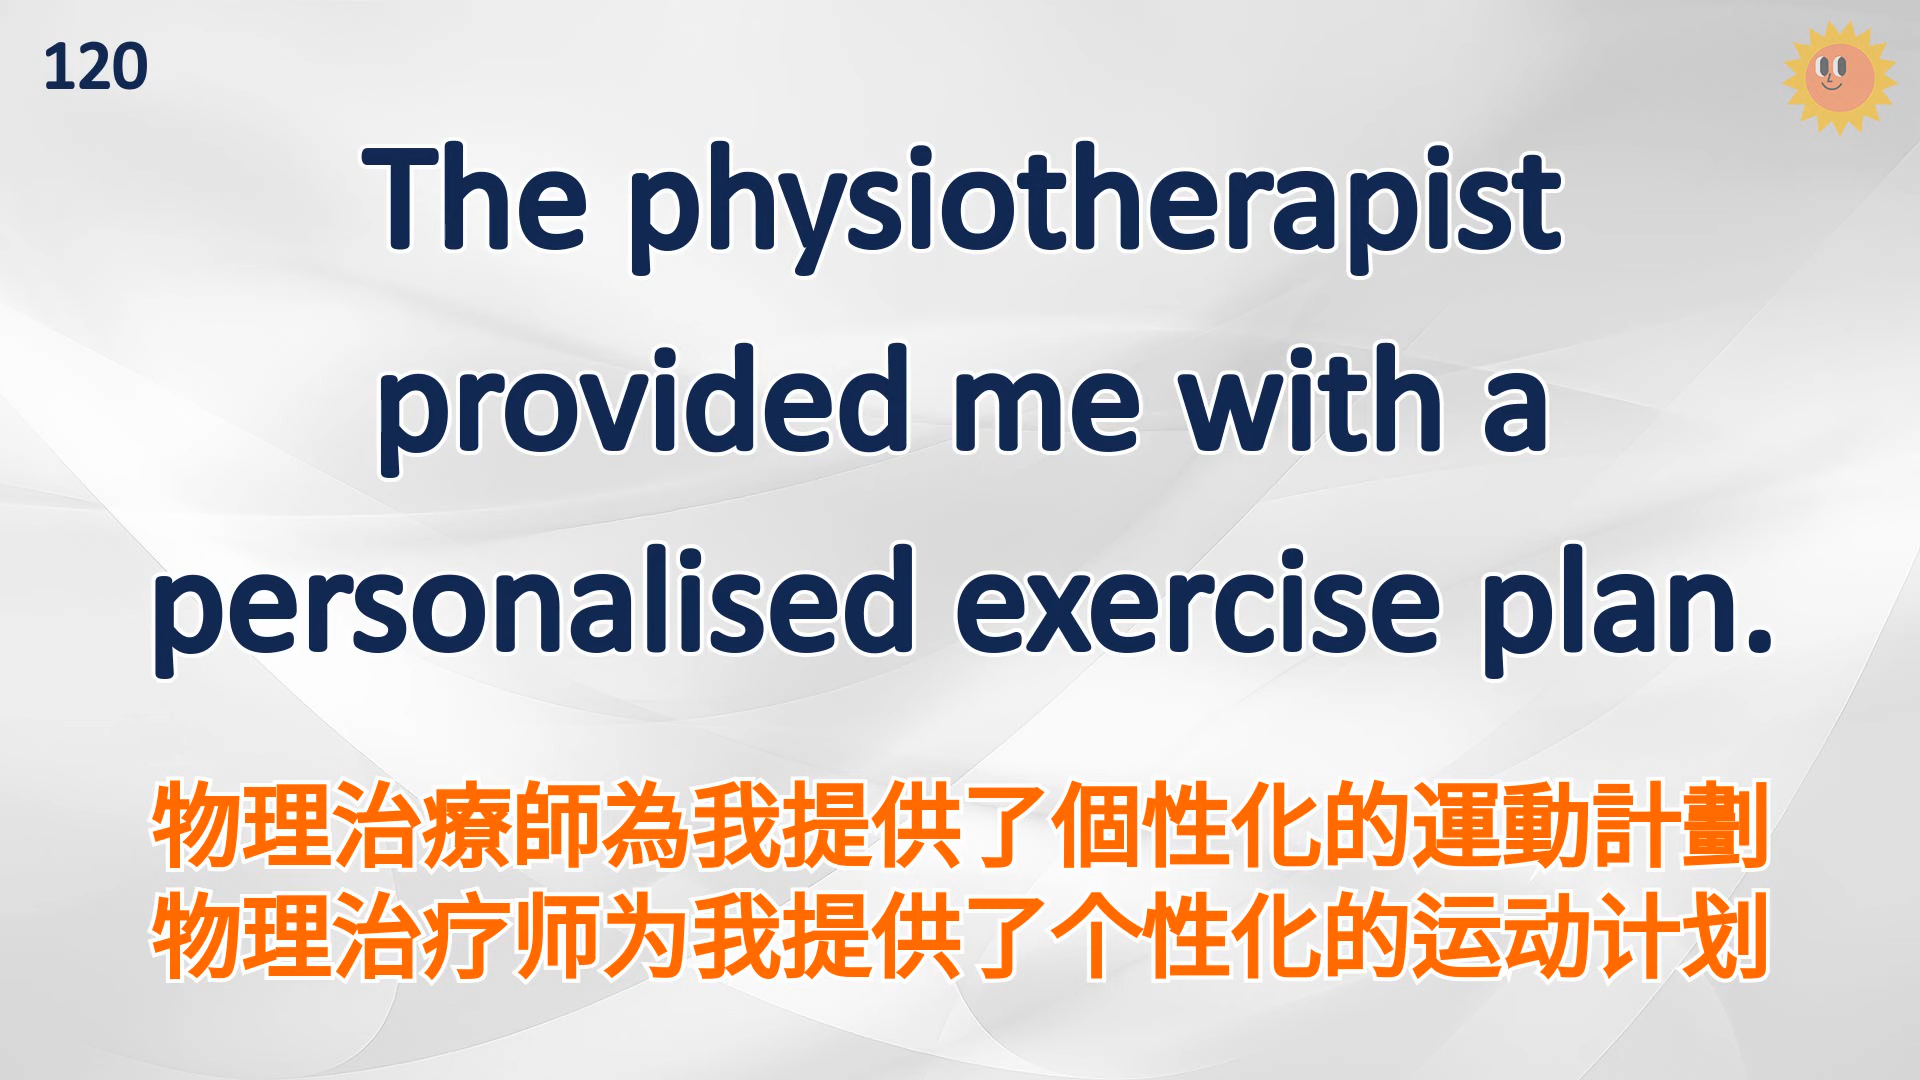 120
The physiotherapist
provided me with a
personalised exercise plan.
物理治療師為我提供了個性化的運動計劃
物理治疗师为我提供了个性化的运动计划